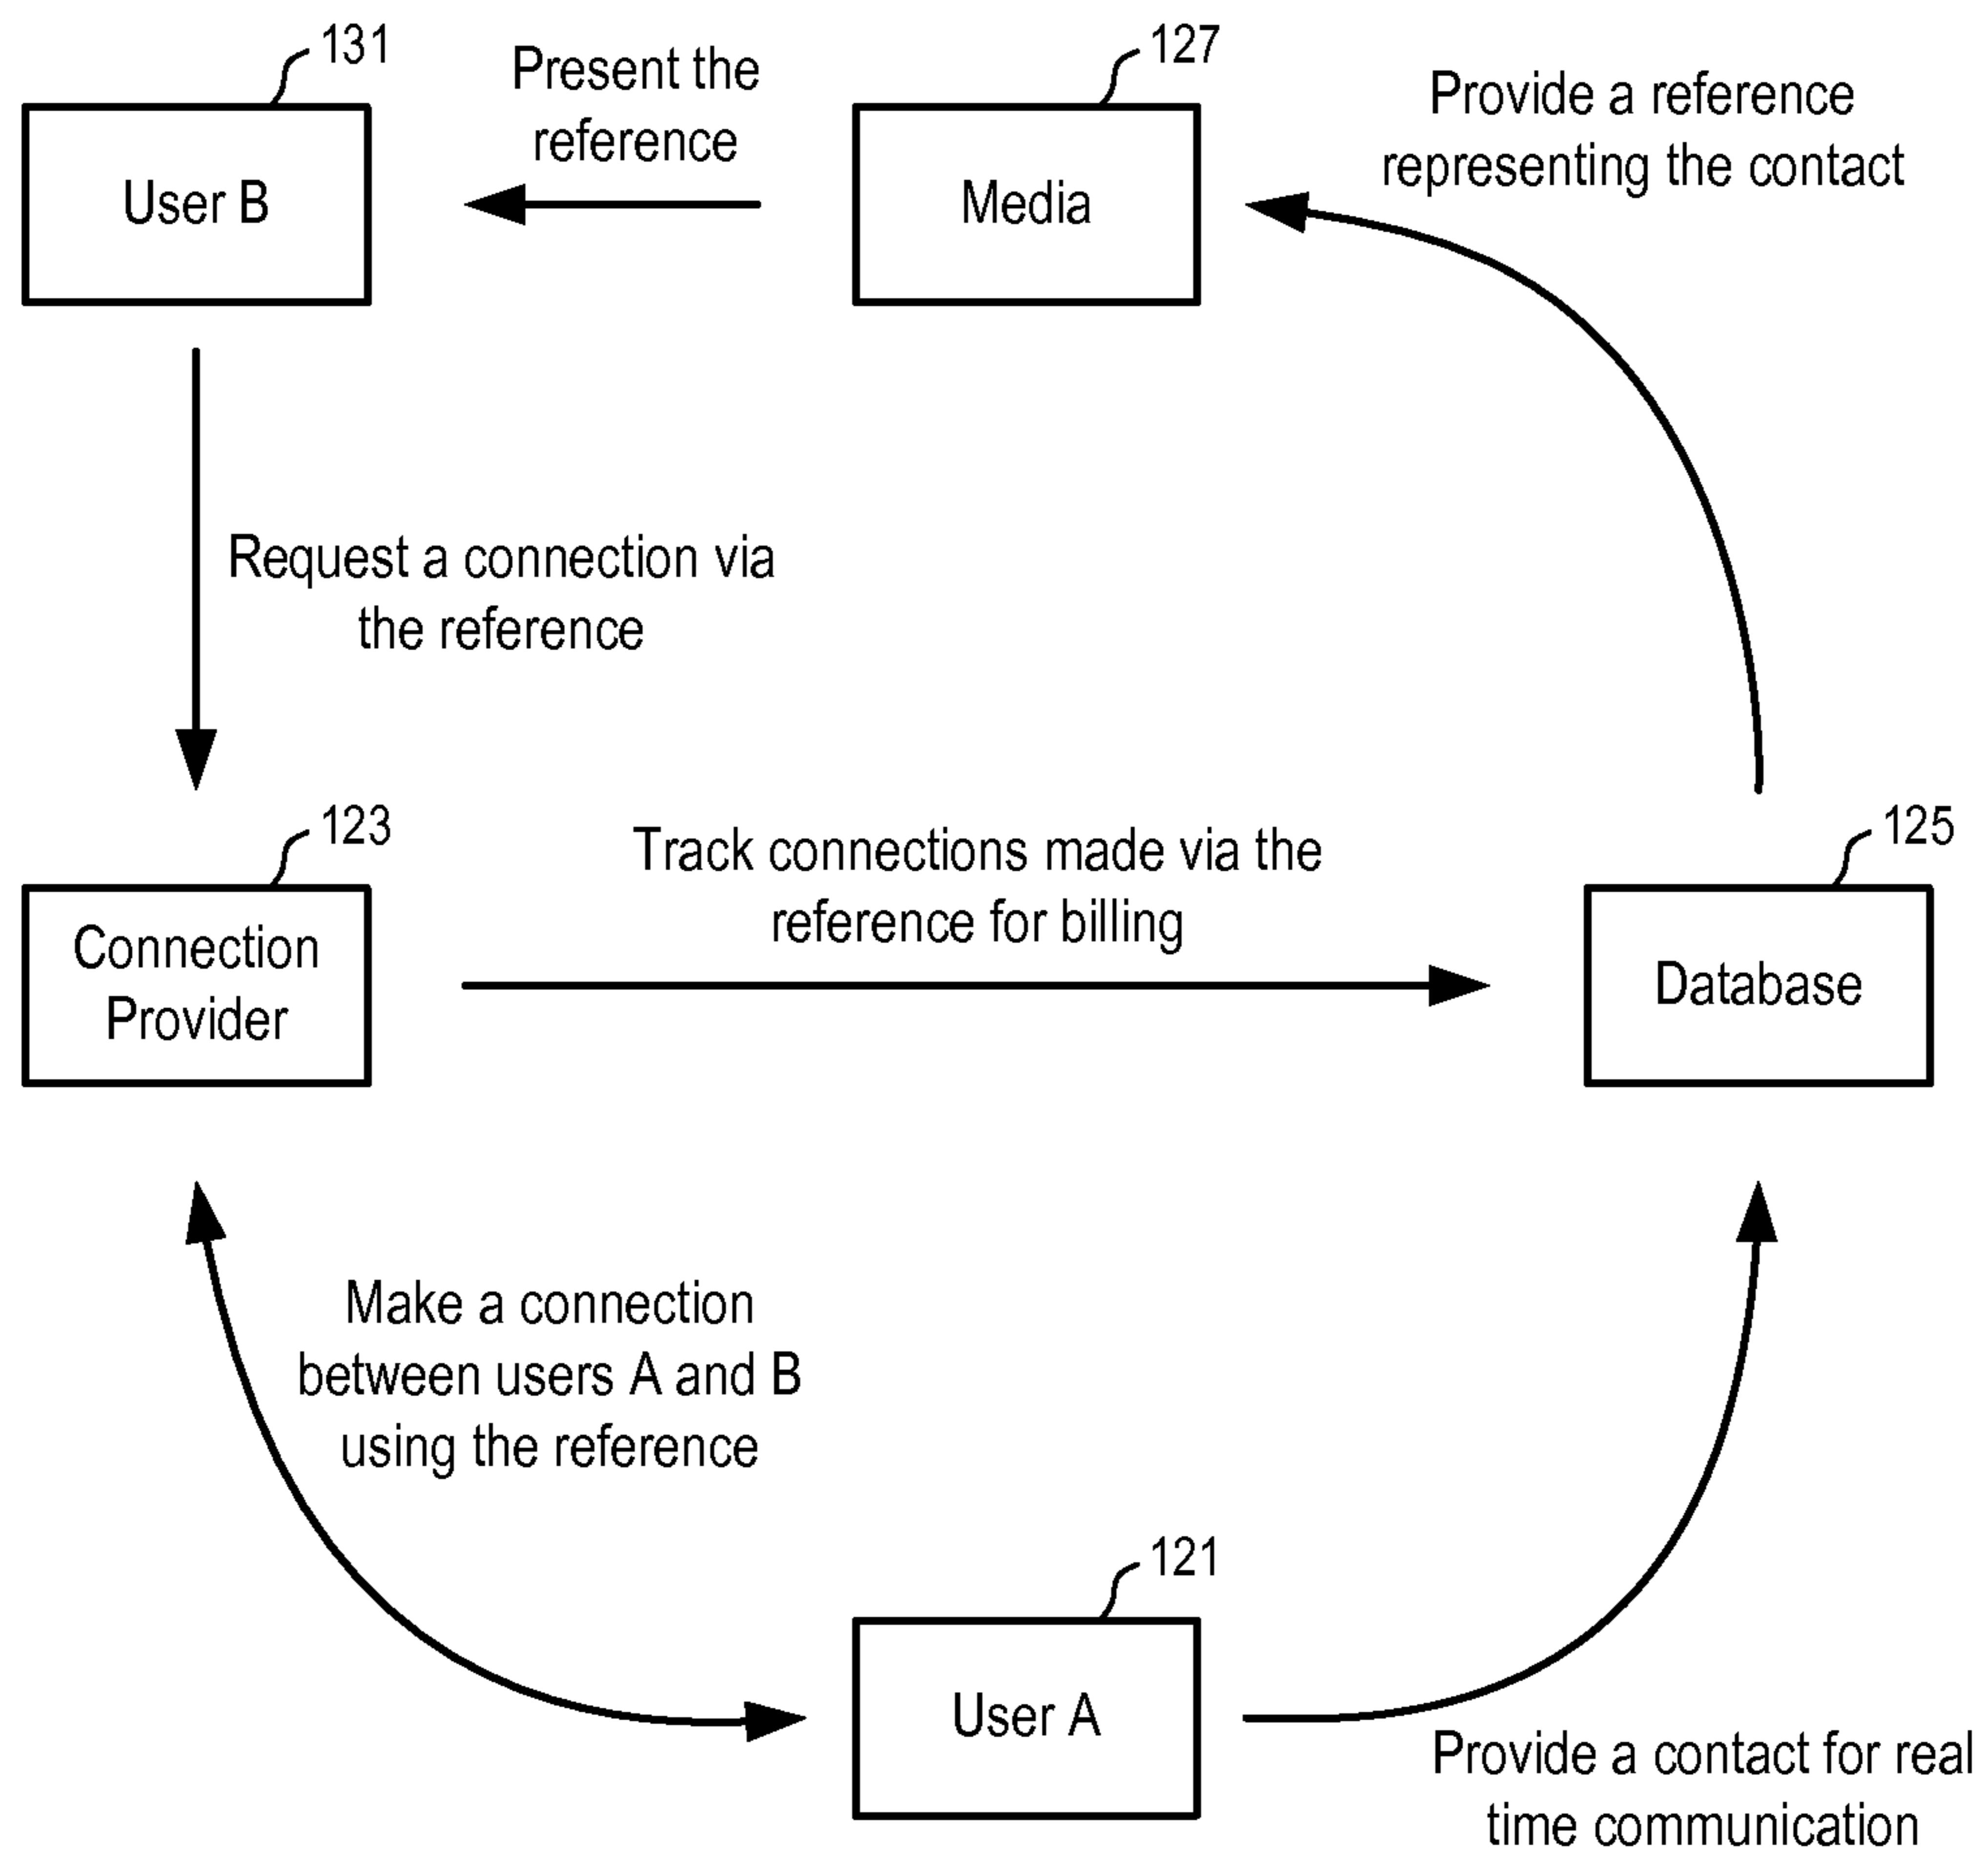 131
Present the
reference
127
Provide a reference
representing the contact
User B
Media
Request a connection via
the reference
123
Track connections made via the
reference for billing
125
Connection
Provider
Database
Make a connection
between users A and B
using the reference
121
User A
Provide a contact for real
time communication